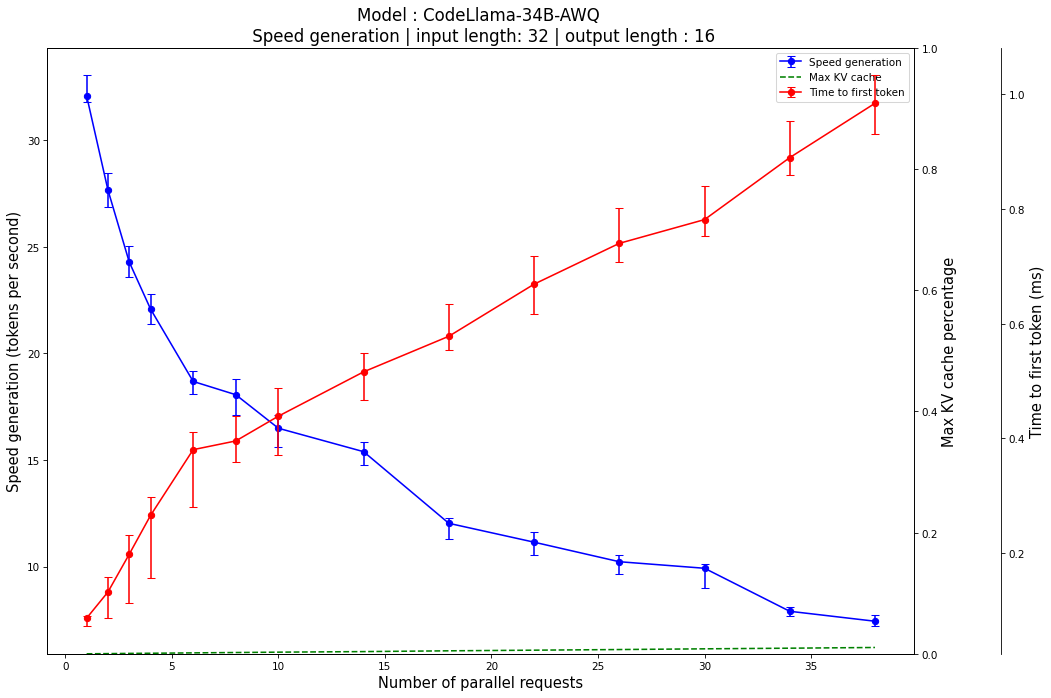 Model : CodeLlama-34B-AWQ
Speed generation | input length: 32 | output length : 16
Speed generation
Max KV cache
Time to first token
Speed generation (tokens per second)
30
25
20
15
10
0
5
10
15
20
25
30
35
Number of parallel requests
1.0
0.8
0.6
0.4
0.2
0.0
Max KV cache percentage
1.0
0.8
0.6
0.4
0.2
Time to first token (ms)